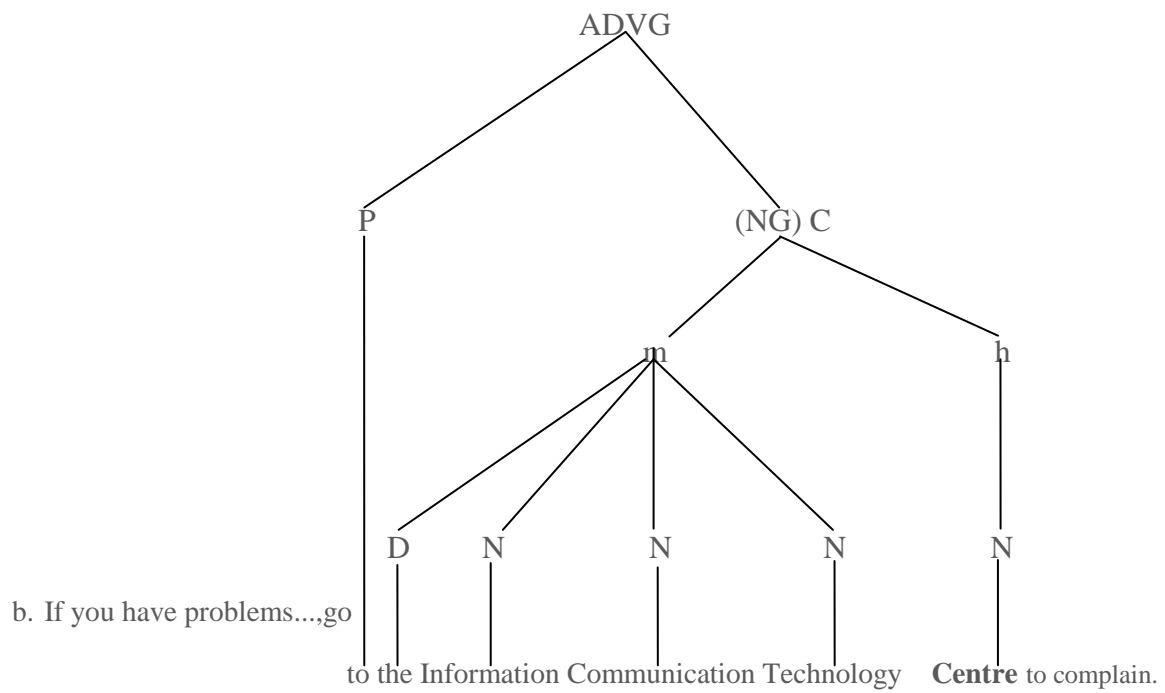 ADVG
P (NG) C
m h
D N N N N
b. If you have problems...,go
to the Information Communication Technology Centre to complain.